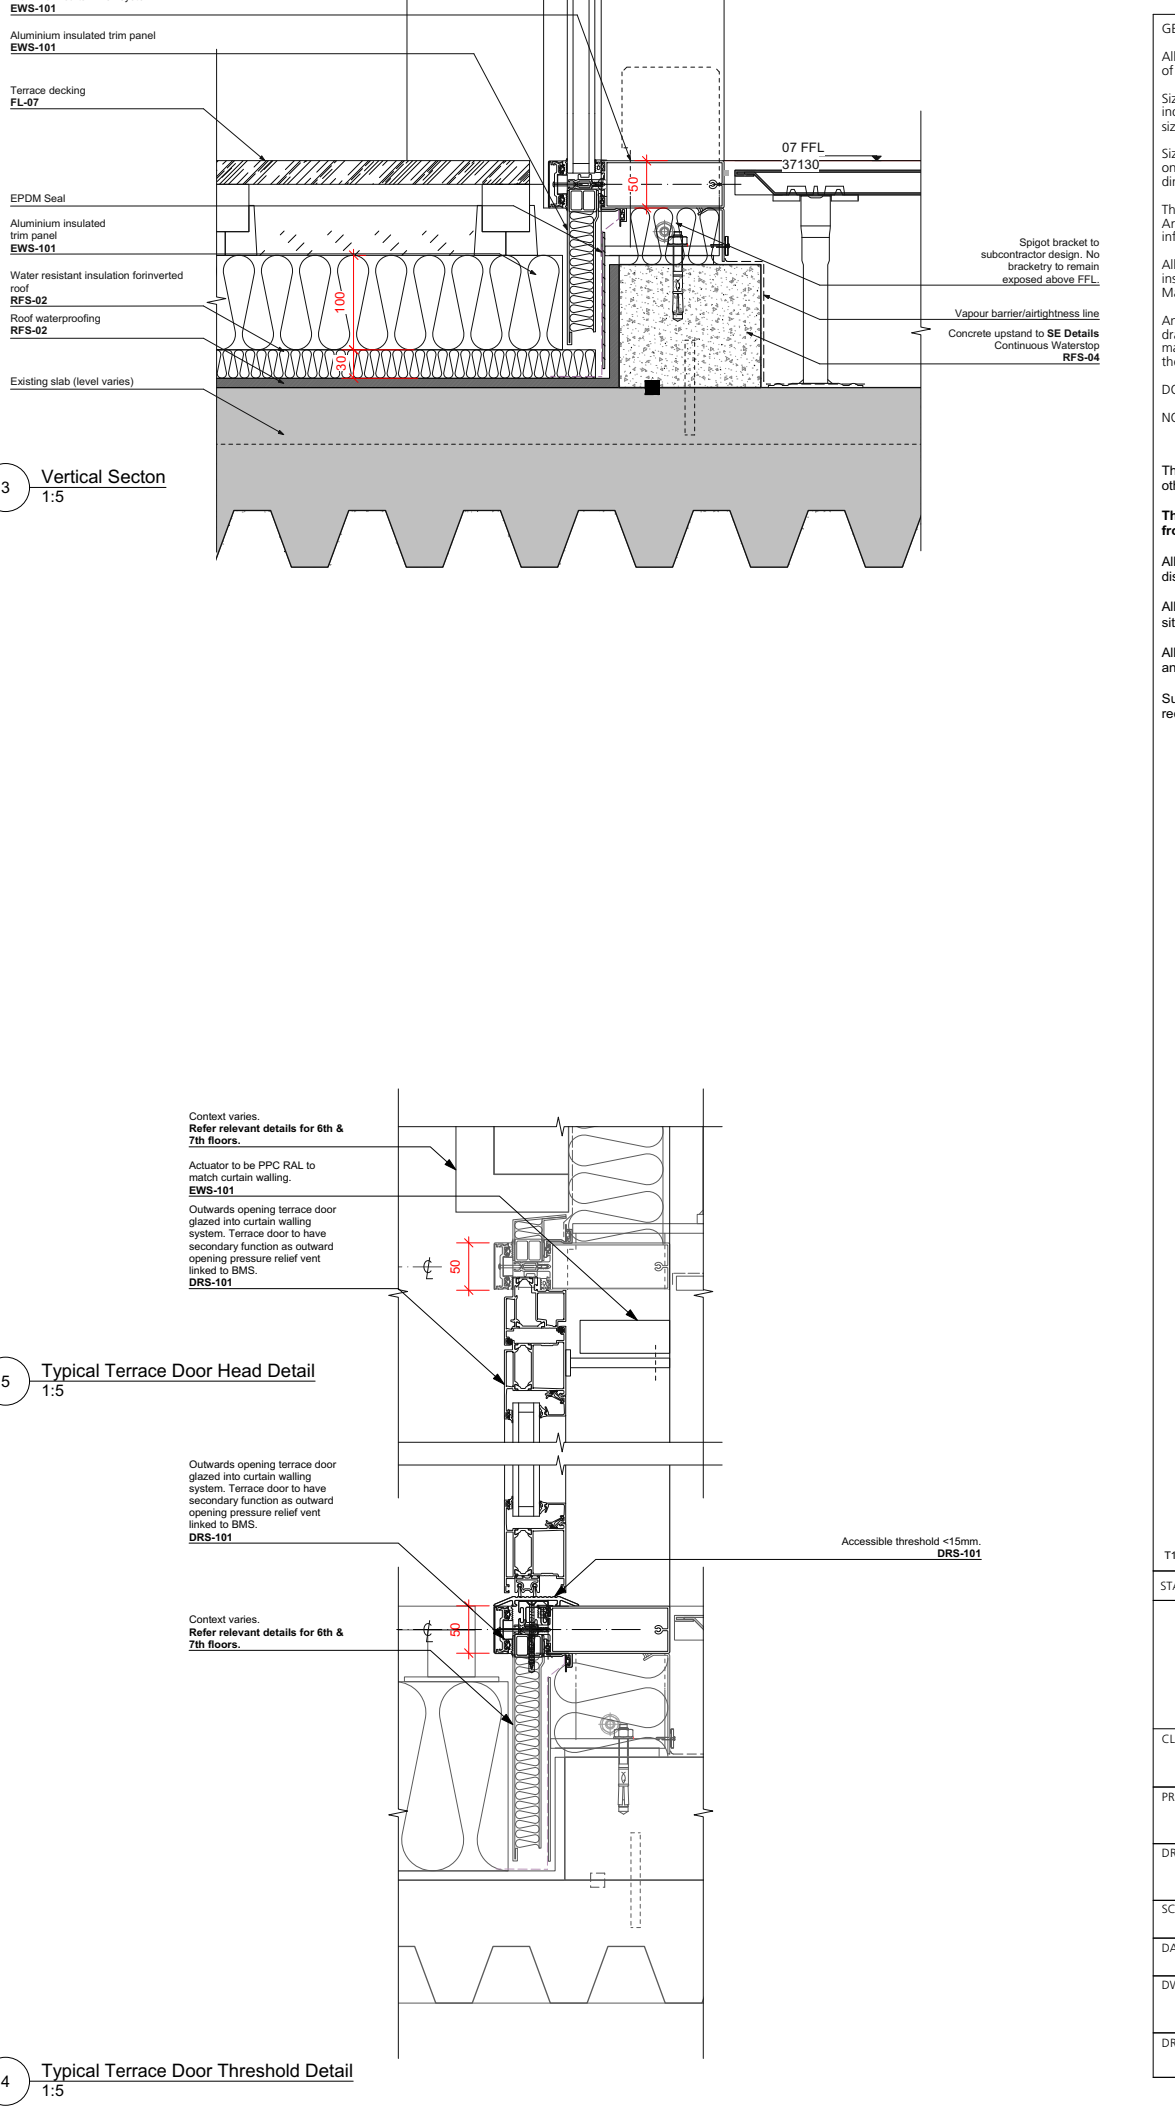 EWS-101
Aluminium insulated trim panel
EWS-101
Terrace decking
FL-07
EPDM Seal
Aluminium insulated
trim panel
EWS-101
Water resistant insulation forinverted
roof
RFS-02
Roof waterproofing
RFS-02
Existing slab (level varies)
50
100
30
07 FFL
37130
Spigot bracket to
subcontractor design. No
bracketry to remain
exposed above FFL.
Vapour barrier/airtightness line
Concrete upstand to SE Details
Continuous Waterstop
RFS-04
3
Vertical Secton
1:5
Context varies.
Refer relevant details for 6th &
7th floors.
Actuator to be PPC RAL to
match curtain walling.
EWS-101
Outwards opening terrace door
glazed into curtain walling
system. Terrace door to have
secondary function as outward
opening pressure relief vent
linked to BMS.
DRS-101
50
5
Typical Terrace Door Head Detail
1:5
Outwards opening terrace door
glazed into curtain walling
system. Terrace door to have
secondary function as outward
opening pressure relief vent
linked to BMS.
DRS-101
Accessible threshold <15mm.
DRS-101
Context varies.
Refer relevant details for 6th &
7th floors.
50
4
Typical Terrace Door Threshold Detail
1:5